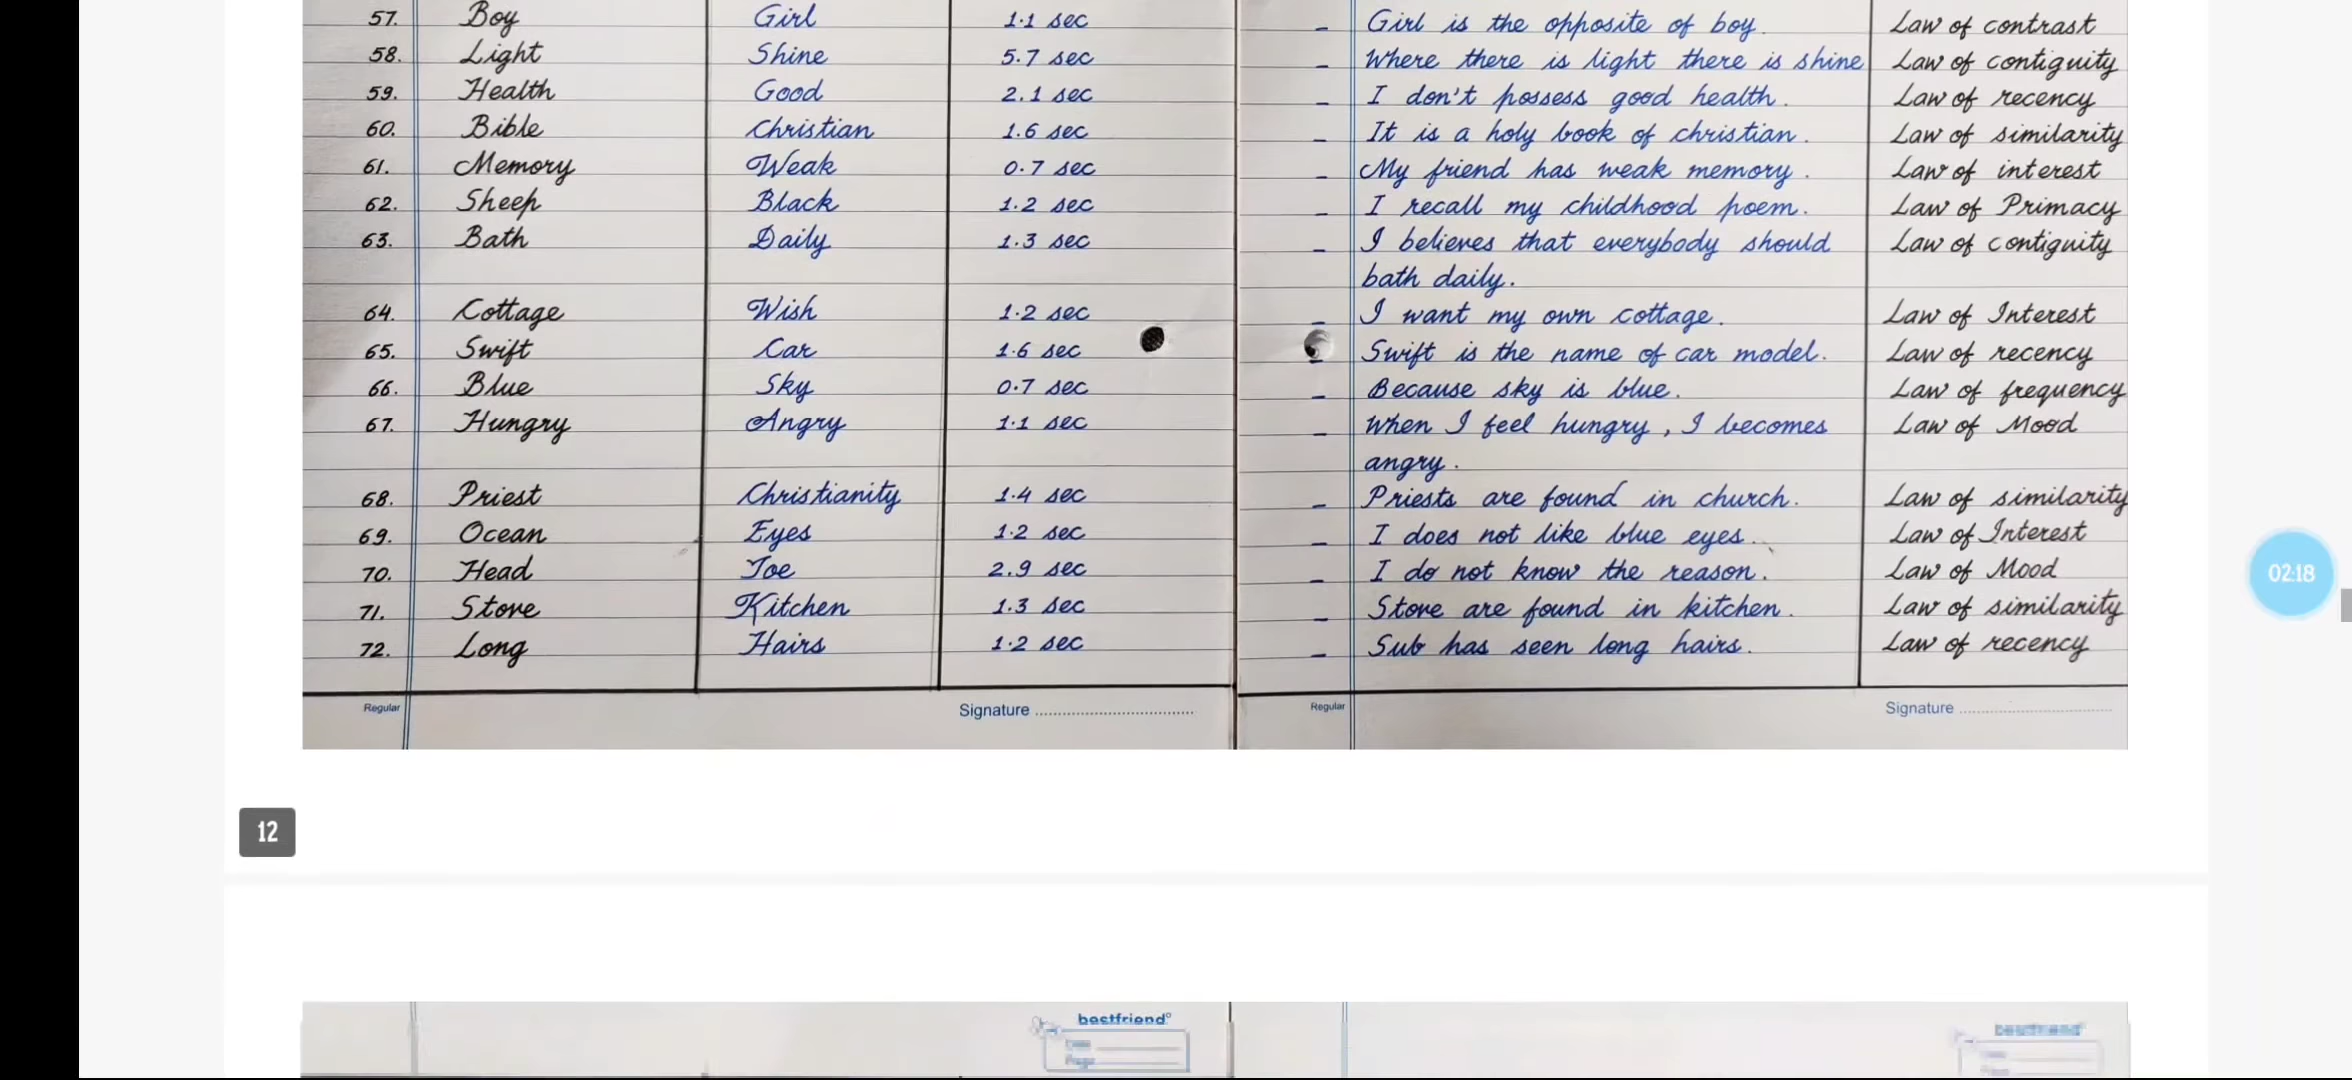 57. Boy Girl 1.1 sec - Girl is the opposite of boy. Law of contrast
58. Light Shine 5.7 sec - Where there is light there is shine Law of contiguity
59. Health Good 2.1 sec - I don't possess good health. Law of recency
60. Bible Christian 1.6 sec - It is a holy book of christian. Law of similarity
61. Memory Weak 0.7 sec - My friend has weak memory. Law of interest
62. Sheep Black 1.2 sec - I recall my childhood poem. Law of Primacy
63. Bath Daily 1.3 sec - I believes that everybody should Law of contiguity
bath daily.
64. Cottage Wish 1.2 sec - I want my own cottage. Law of Interest
65. Swift Car 1.6 sec - Swift is the name of car model. Law of recency
66. Blue Sky 0.7 sec - Because sky is blue. Law of frequency
67. Hungry Angry 1.1 sec - When I feel hungry, I becomes Law of Mood
angry.
68. Priest Christianity 1.4 sec - Priests are found in church. Law of similarity
69. Ocean Eyes 1.2 sec - I does not like blue eyes.. Law of Interest
70. Head Toe 2.9 sec - I do not know the reason. Law of Mood
71. Stove Kitchen 1.3 sec - Stove are found in kitchen. Law of similarity
72. Long Hairs 1.2 sec - Sub has seen long hairs. Law of recency
Regular Signature Regular Signature
02:18
12
bestfriend bestfriend